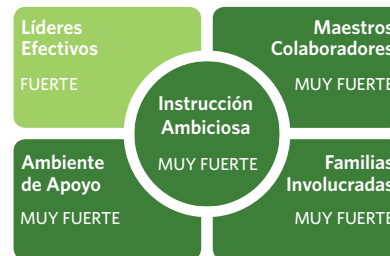 Líderes
Efectivos
FUERTE
Maestros
Colaboradores
MUY FUERTE
Instrucción
Ambiciosa
MUY FUERTE
Ambiente
de Apoyo
MUY FUERTE
Familias
Involucradas
MUY FUERTE